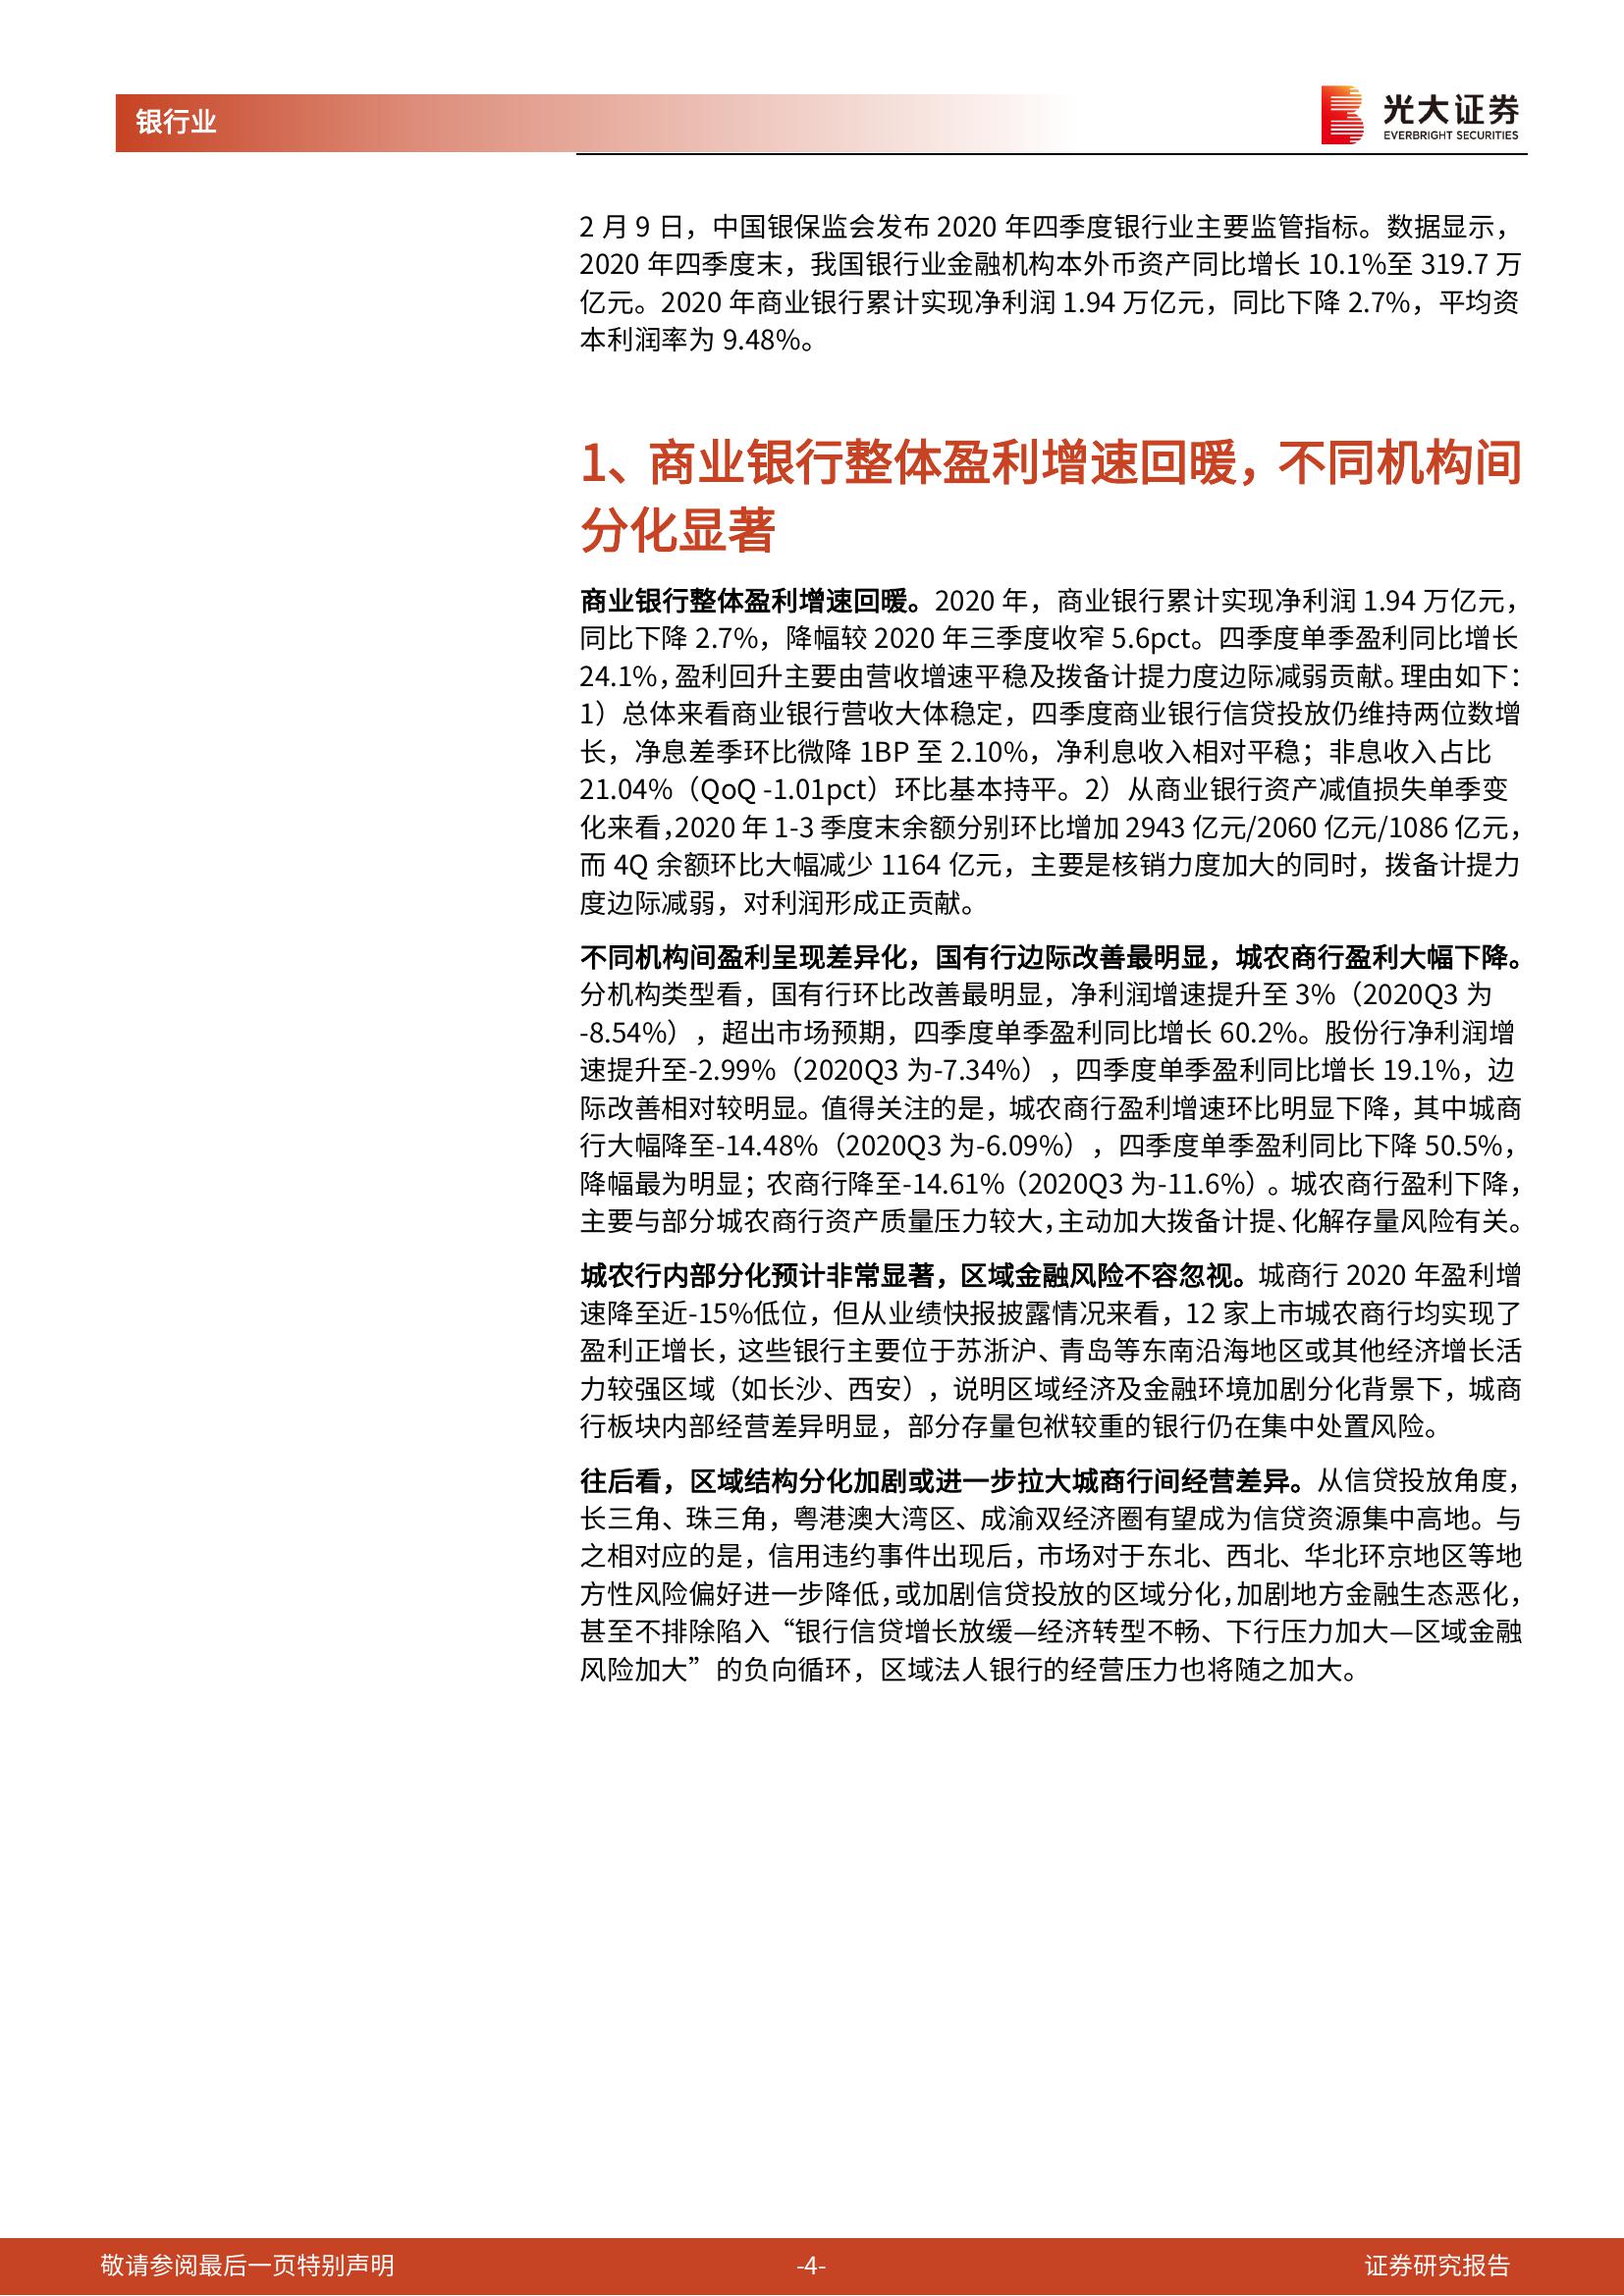 银行业
光大证券
EVERBRIGHT SECURITIES
2 月 9 日，中国银保监会发布 2020 年四季度银行业主要监管指标。数据显示，
2020 年四季度末，我国银行业金融机构本外币资产同比增长 10.1%至 319.7 万
亿元。2020 年商业银行累计实现净利润 1.94 万亿元，同比下降 2.7%，平均资
本利润率为 9.48%。
1、商业银行整体盈利增速回暖，不同机构间
分化显著
商业银行整体盈利增速回暖。2020 年，商业银行累计实现净利润 1.94 万亿元，
同比下降 2.7%，降幅较 2020 年三季度收窄 5.6pct。四季度单季盈利同比增长
24.1%，盈利回升主要由营收增速平稳及拨备计提力度边际减弱贡献。理由如下：
1）总体来看商业银行营收大体稳定，四季度商业银行信贷投放仍维持两位数增
长，净息差季环比微降 1BP 至 2.10%，净利息收入相对平稳；非息收入占比
21.04%（QoQ -1.01pct）环比基本持平。2）从商业银行资产减值损失单季变
化来看，2020 年 1-3 季度末余额分别环比增加 2943 亿元/2060 亿元/1086 亿元，
而 4Q 余额环比大幅减少 1164 亿元，主要是核销力度加大的同时，拨备计提力
度边际减弱，对利润形成正贡献。
不同机构间盈利呈现差异化，国有行边际改善最明显，城农商行盈利大幅下降。
分机构类型看，国有行环比改善最明显，净利润增速提升至 3%（2020Q3 为
-8.54%），超出市场预期，四季度单季盈利同比增长 60.2%。股份行净利润增
速提升至-2.99%（2020Q3 为-7.34%），四季度单季盈利同比增长 19.1%，边
际改善相对较明显。值得关注的是，城农商行盈利增速环比明显下降，其中城商
行大幅降至-14.48%（2020Q3 为-6.09%），四季度单季盈利同比下降 50.5%，
降幅最为明显；农商行降至-14.61%（2020Q3 为-11.6%）。城农商行盈利下降，
主要与部分城农商行资产质量压力较大，主动加大拨备计提、化解存量风险有关。
城农行内部分化预计非常显著，区域金融风险不容忽视。城商行 2020 年盈利增
速降至近-15%低位，但从业绩快报披露情况来看，12 家上市城农商行均实现了
盈利正增长，这些银行主要位于苏浙沪、青岛等东南沿海地区或其他经济增长活
力较强区域（如长沙、西安），说明区域经济及金融环境加剧分化背景下，城商
行板块内部经营差异明显，部分存量包袱较重的银行仍在集中处置风险。
往后看，区域结构分化加剧或进一步拉大城商行间经营差异。从信贷投放角度，
长三角、珠三角，粤港澳大湾区、成渝双经济圈有望成为信贷资源集中高地。与
之相对应的是，信用违约事件出现后，市场对于东北、西北、华北环京地区等地
方性风险偏好进一步降低，或加剧信贷投放的区域分化，加剧地方金融生态恶化，
甚至不排除陷入“银行信贷增长放缓—经济转型不畅、下行压力加大—区域金融
风险加大”的负向循环，区域法人银行的经营压力也将随之加大。
敬请参阅最后一页特别声明
-4-
证券研究报告